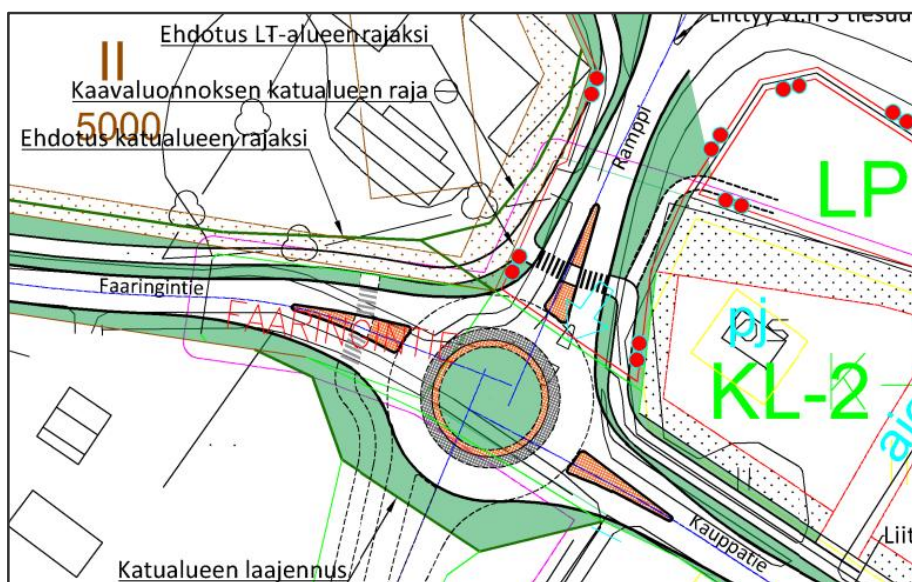 Ehdotus LT-alueen rajaksi
II
Kaavaluonnoksen katualueen raja
5000
Ehdotus katualueen rajaksi
Ramppi
LP
Faaringintie
FAARINGINTIE
pj
KL-2
Kauppatie
Katualueen laajennus